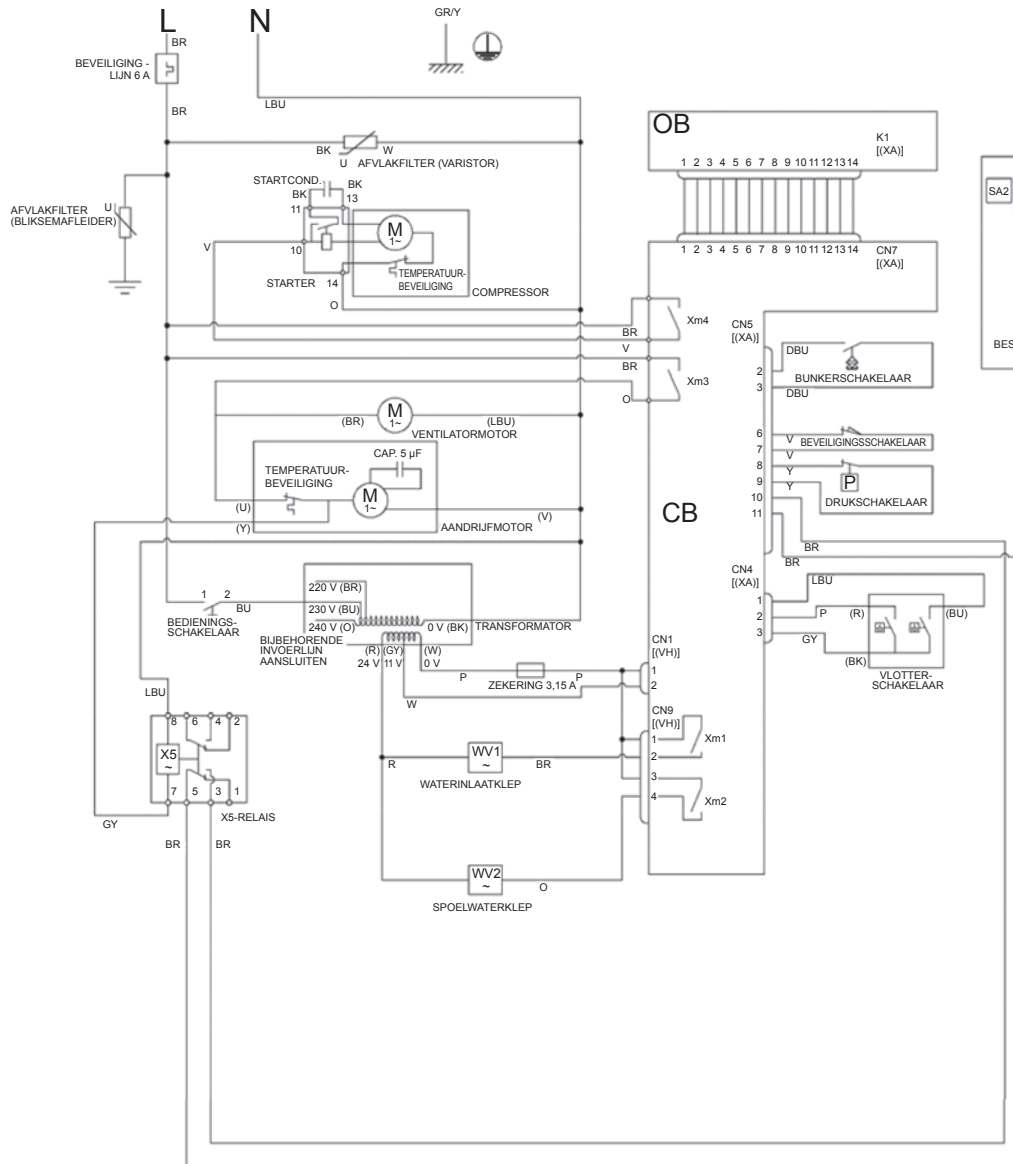 L
N
GR/Y
BR
BEVEILIGING -
LIJN 6 A
BR
LBU
BK
W
U
AFVLAKFILTER (VARISTOR)
AFVLAKFILTER
(BLIKSEMAFLEIDER)
U
STARTCOND.
BK
BK
11
13
V
10
M
1~
TEMPERATUUR-
BEVEILIGING
STARTER
14
COMPRESSOR
O
OB
K1
[(XA)]
1 2 3 4 5 6 7 8 9 10 11 12 13 14
1 2 3 4 5 6 7 8 9 10 11 12 13 14
CN7
[(XA)]
SA2
BES
BR
Xm4
V
BR
Xm3
O
CN5
[(XA)]
DBU
2
3
BUNKERSCHAKELAAR
DBU
6
V
BEVEILIGINGSSCHAKELAAR
7
V
8
Y
P
9
Y
DRUKSCHAKELAAR
10
11
BR
BR
(BR)
M
1~
(LBU)
VENTILATORMOTOR
TEMPERATUUR-
BEVEILIGING
CAP. 5 µF
M
1~
(U)
(Y)
(V)
AANDRIJFMOTOR
CB
CN4
[(XA)]
LBU
1
2
P
(R)
(BU)
3
GY
(BK)
VLOTTER-
SCHAKELAAR
1
2
BU
BEDIENINGS-
SCHAKELAAR
220 V (BR)
230 V (BU)
240 V (O)
0 V (BK)
TRANSFORMATOR
BIJBEHORENDE
INVOERLIJN
AANSLUITEN
(R)
(GY)
(W)
24 V
11 V
0 V
P
P
ZEKERING 3,15 A
W
CN1
[(VH)]
1
2
CN9
[(VH)]
1
2
3
4
Xm1
Xm2
R
WV1
~
BR
WATERINLAATKLEP
WV2
~
O
SPOELWATERKLEP
LBU
8
6
4
2
X5
~
7
5
3
1
X5-RELAIS
GY
BR
BR